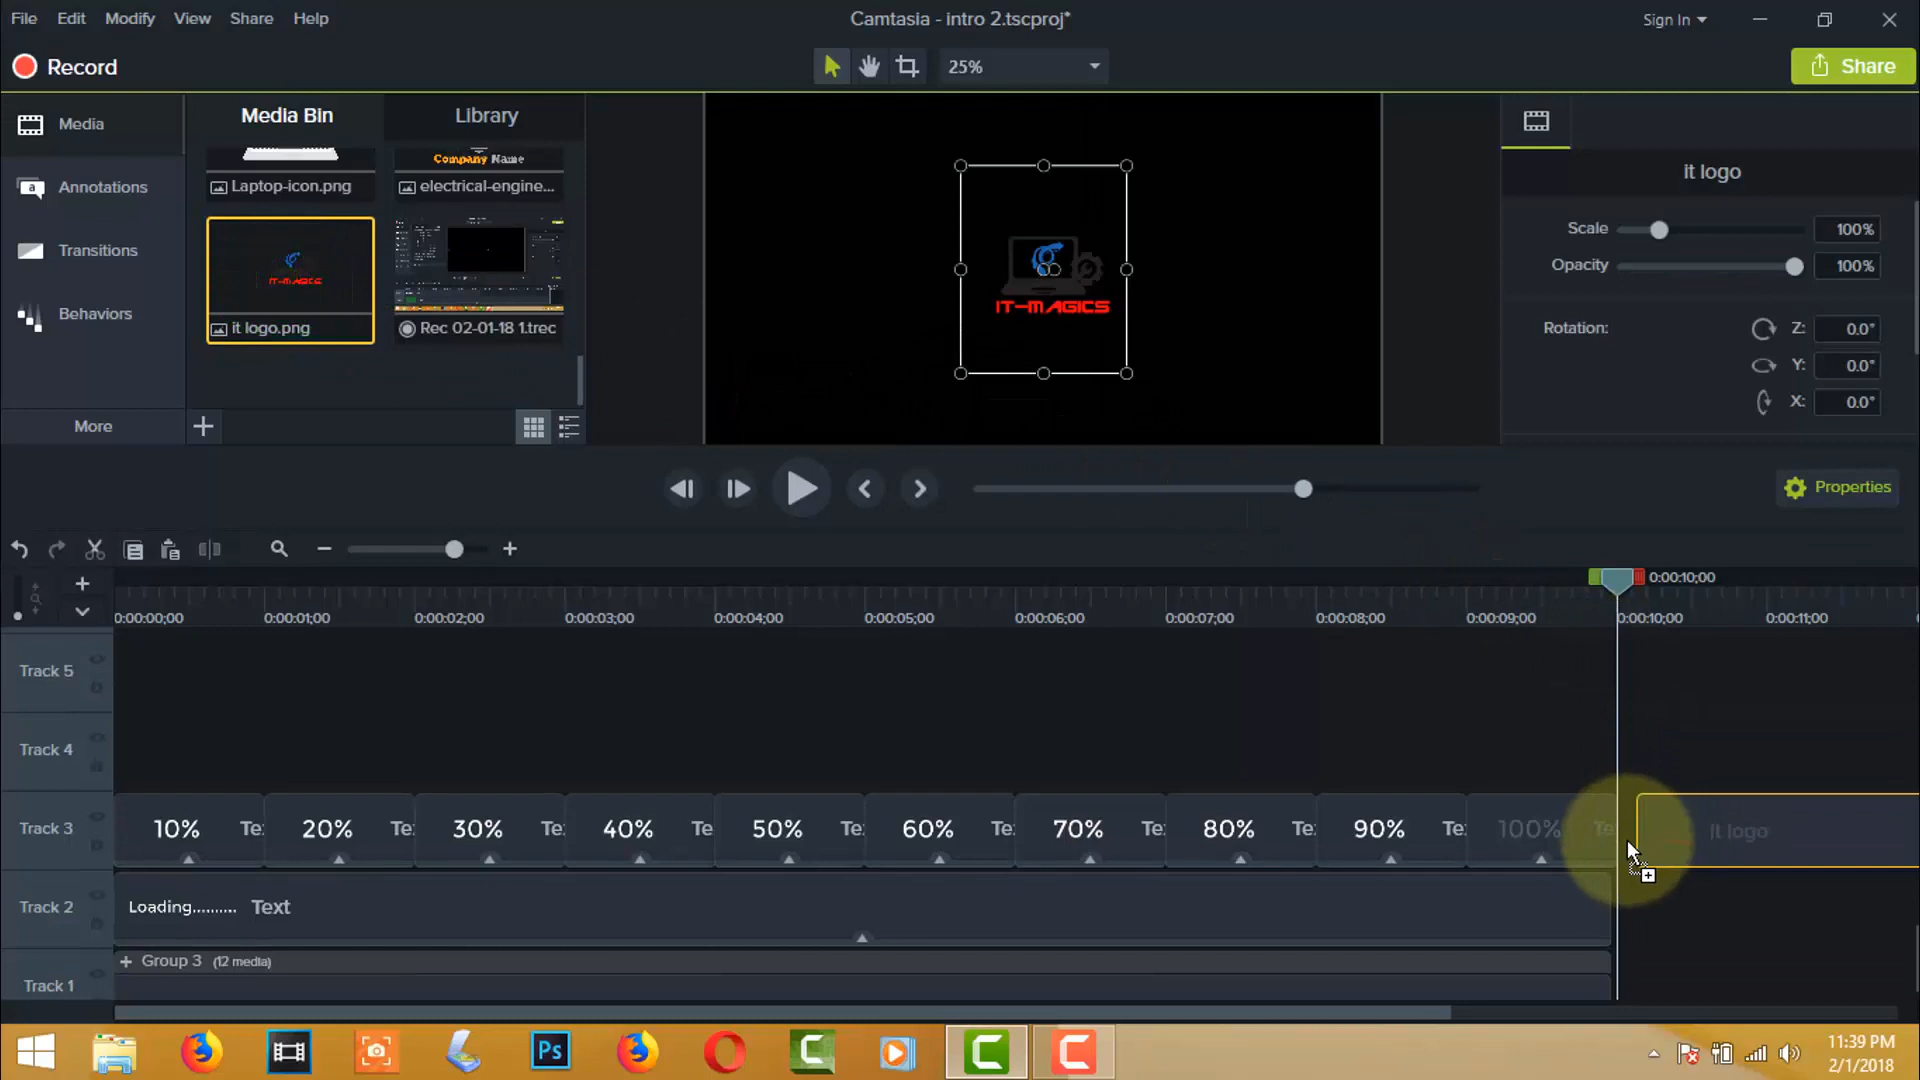 File Edit Modify View Share Help
Camtasia - intro 2.tscproj*
Sign In
Record
25%
Share
Media
Annotations
Transitions
Behaviors
More
Media Bin
Library
Company Name
Laptop-icon.png
electrical-engine...
IT-MAGICS
it logo.png
Rec 02-01-18 1.trec
IT-MAGICS
it logo
Scale 100%
Opacity 100%
Rotation: Z: 0.0°
Y: 0.0°
X: 0.0°
Properties
0:00:10;00
0:00:00;00 0:00:01;00 0:00:02;00 0:00:03;00 0:00:04;00 0:00:05;00 0:00:06;00 0:00:07;00 0:00:08;00 0:00:09;00 0:00:10;00 0:00:11;00
Track 5
Track 4
Track 3
10% Te 20% Te 30% Te 40% Te 50% Te 60% Te 70% Te 80% Te 90% Te 100% Te
it logo
Track 2
Loading.......... Text
+ Group 3 (12 media)
Track 1
Ps
11:39 PM
2/1/2018